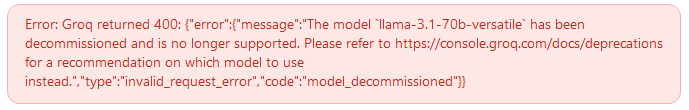 Error: Groq returned 400: {"error":{"message":"The model `llama-3.1-70b-versatile` has been
decommissioned and is no longer supported. Please refer to https://console.groq.com/docs/deprecations
for a recommendation on which model to use
instead.","type":"invalid_request_error","code":"model_decommissioned"}}